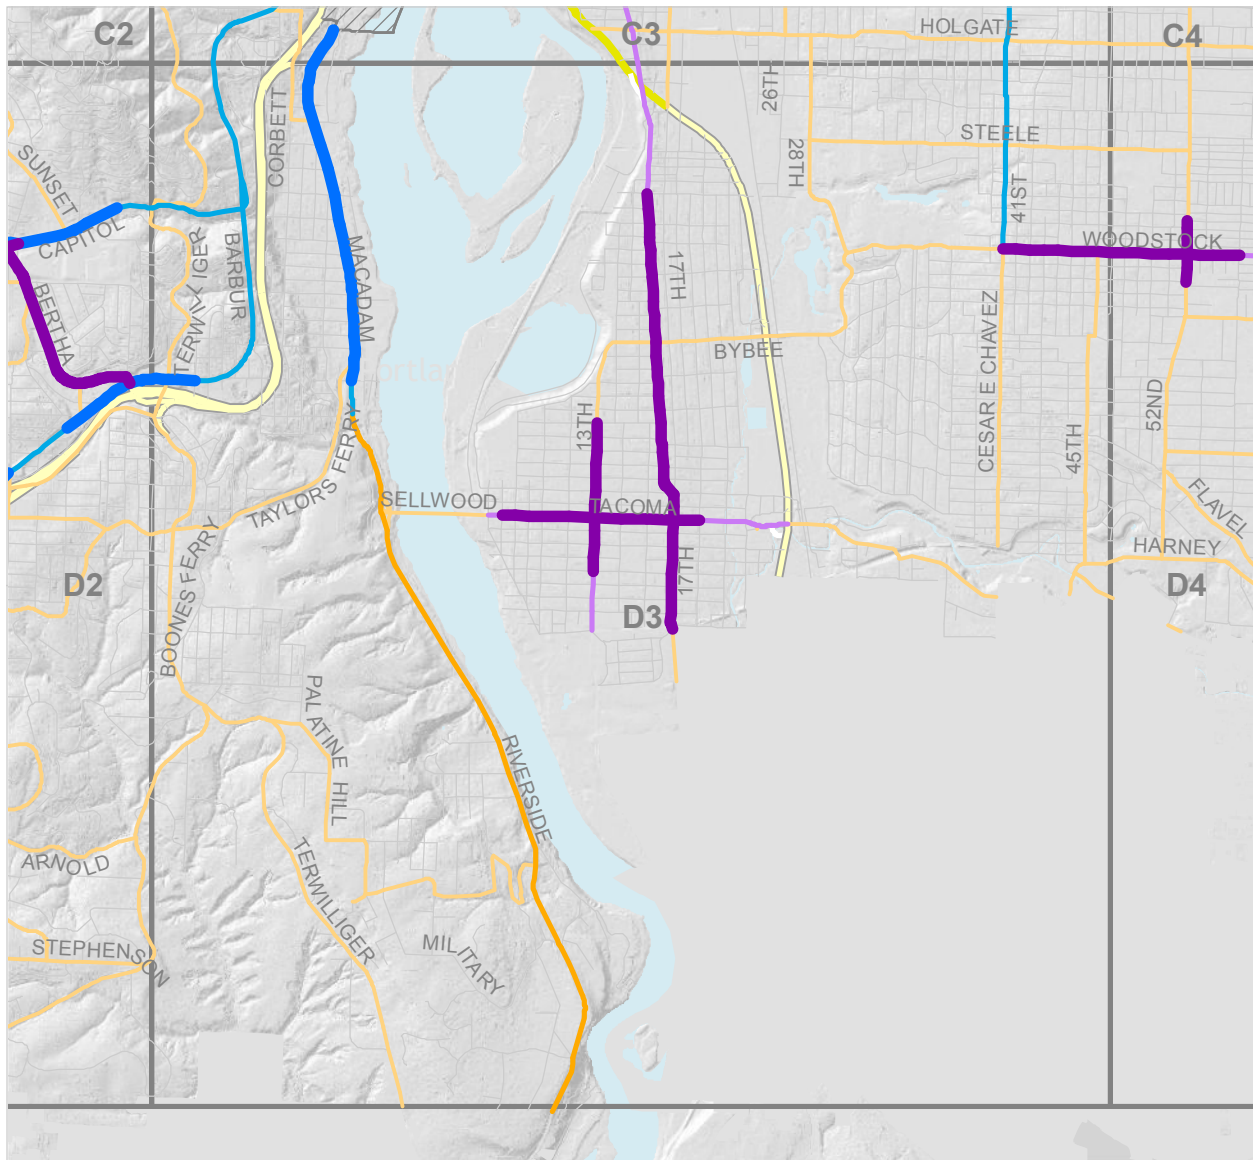 C2
C3
C4
HOLGATE
26TH
CORBETT
STEELE
28TH
SUNSET
41ST
CAPITOL
WOODSTOCK
TERWILLIGER
BARBUR
MACADAM
17TH
BERTHA
CESAR E CHAVEZ
BYBEE
Portland
52ND
13TH
45TH
TAYLORS FERRY
SELLWOOD
TACOMA
FLAVEL
BOONES FERRY
17TH
HARNEY
D2
D3
D4
PALATINE HILL
RIVERSIDE
ARNOLD
TERWILLIGER
STEPHENSON
MILITARY